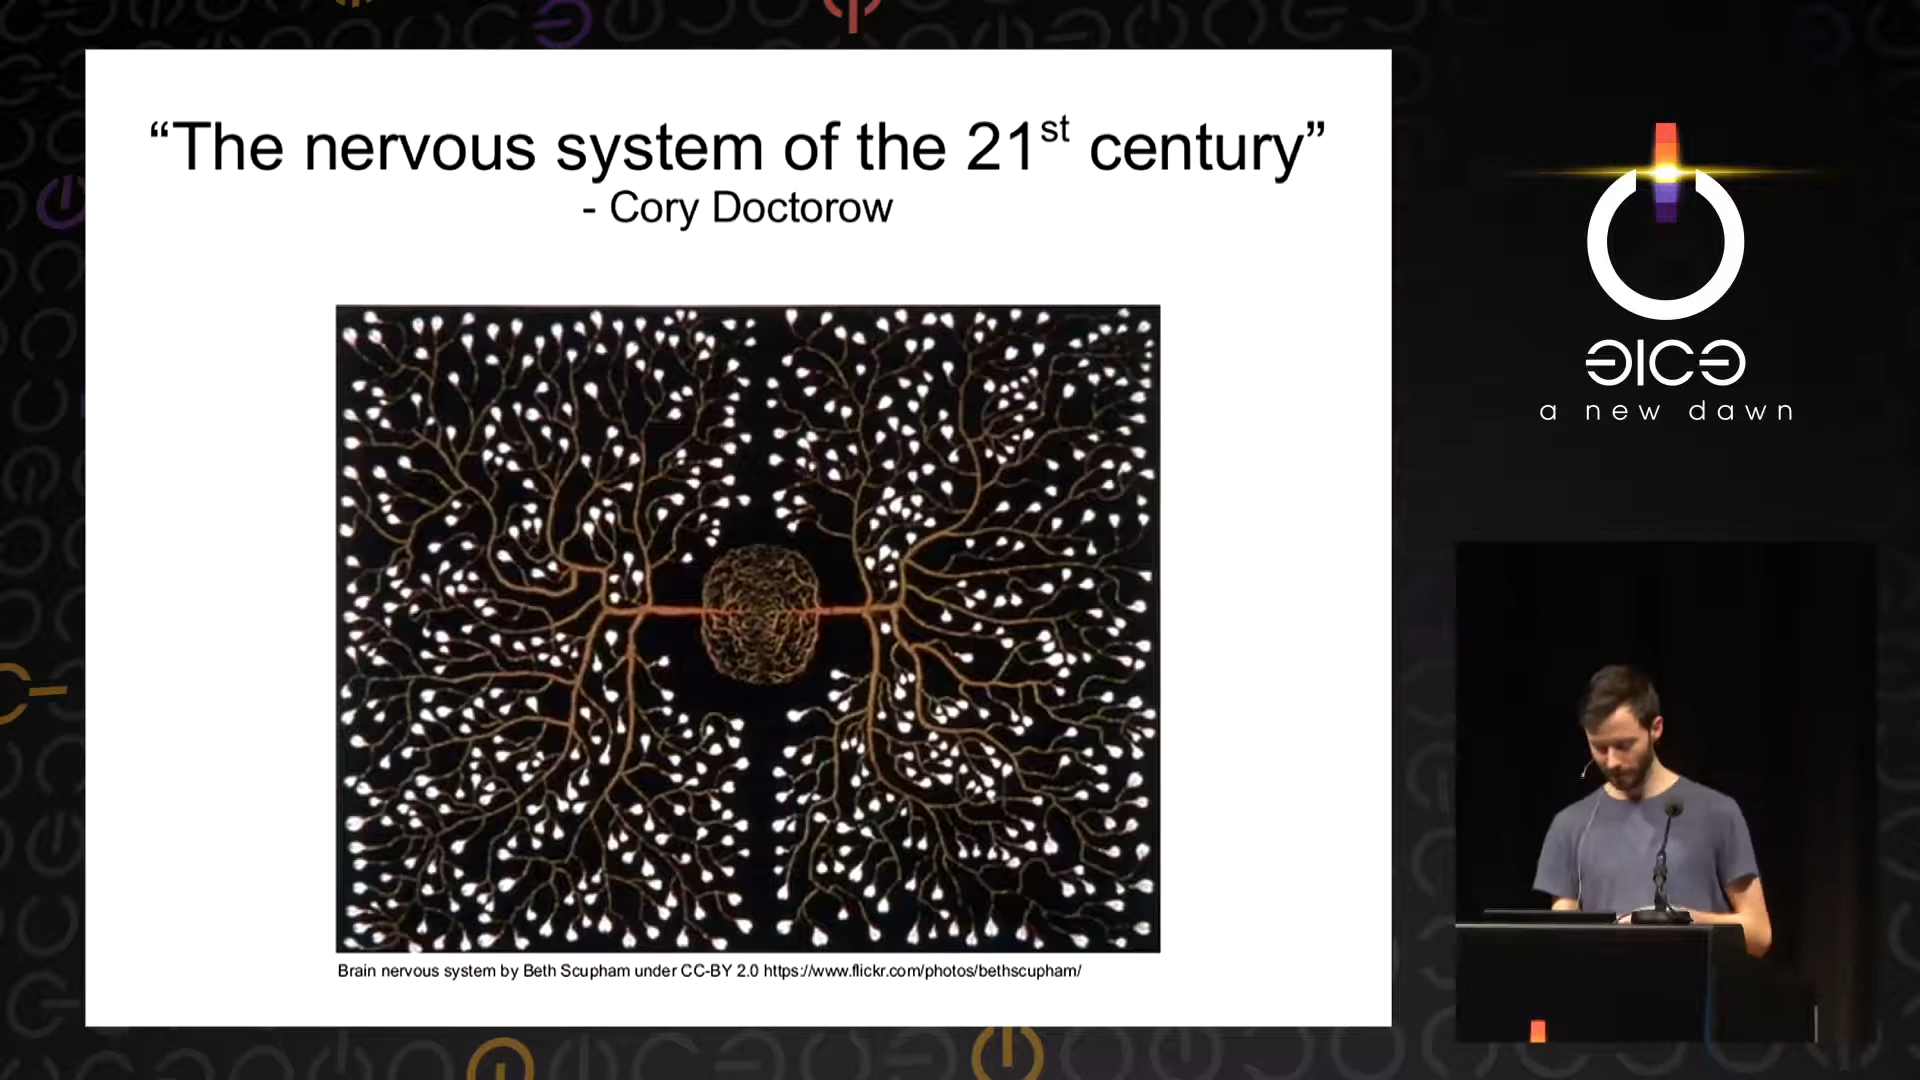 “The nervous system of the 21st century”
- Cory Doctorow
Brain nervous system by Beth Scupham under CC-BY 2.0 https://www.flickr.com/photos/bethscupham/
a new dawn